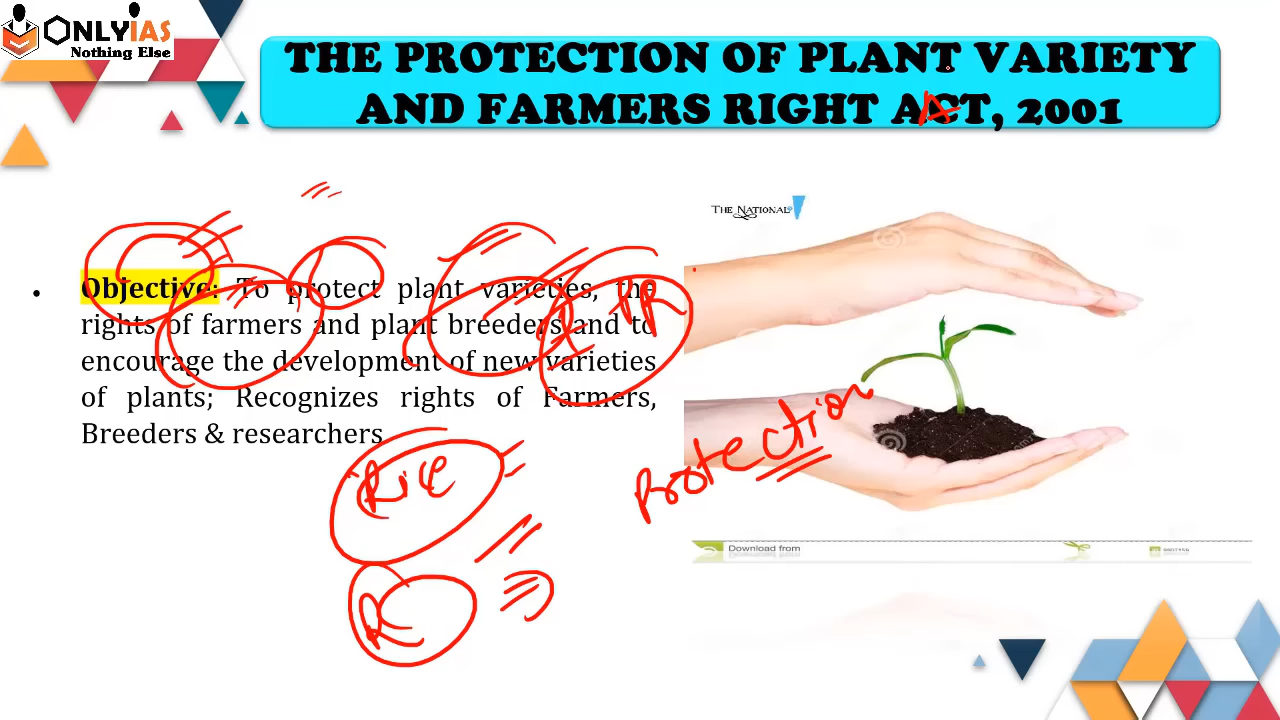 ONLYIAS
Nothing Else
THE PROTECTION OF PLANT VARIETY
AND FARMERS RIGHT ACT, 2001
THE NATIONAL
• Objective: To protect plant varieties, the
rights of farmers and plant breeders and to
encourage the development of new varieties
of plants; Recognizes rights of Farmers,
Breeders & researchers
Rice
R
Protection
Download from